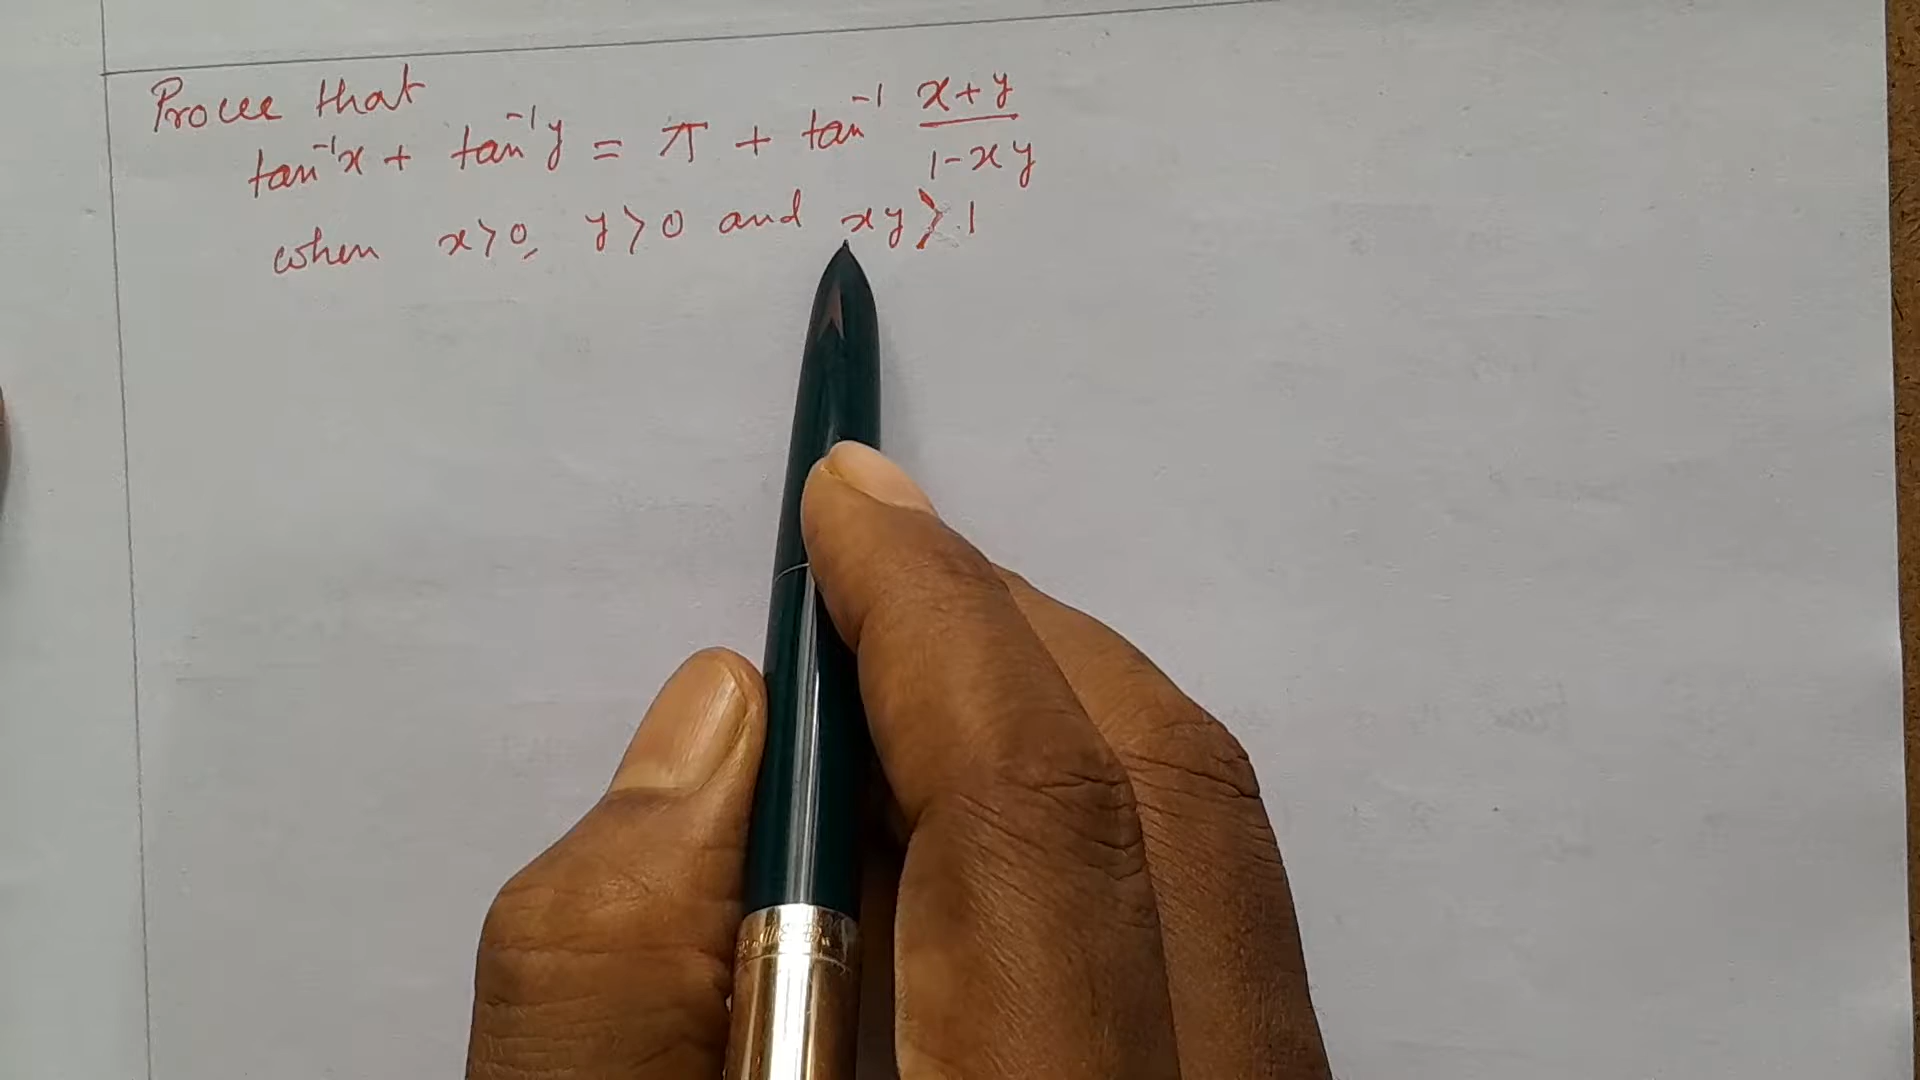 Prove that
tan⁻¹x + tan⁻¹y = π + tan⁻¹ (x+y)/(1-xy)
when x>0, y>0 and xy>1